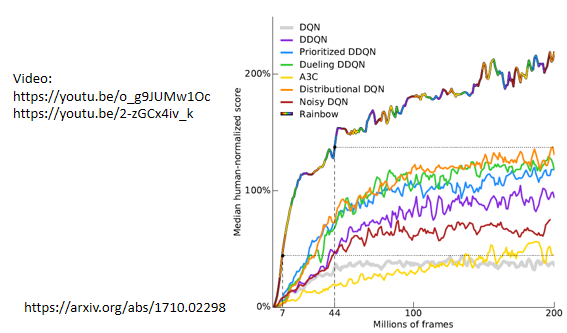 Video:
https://youtu.be/o_g9JUMw1Oc
https://youtu.be/2-zGCx4iv_k
https://arxiv.org/abs/1710.02298
Median human-normalized score
200%
100%
0%
DQN
DDQN
Prioritized DDQN
Dueling DDQN
A3C
Distributional DQN
Noisy DQN
Rainbow
7 44 100 200
Millions of frames